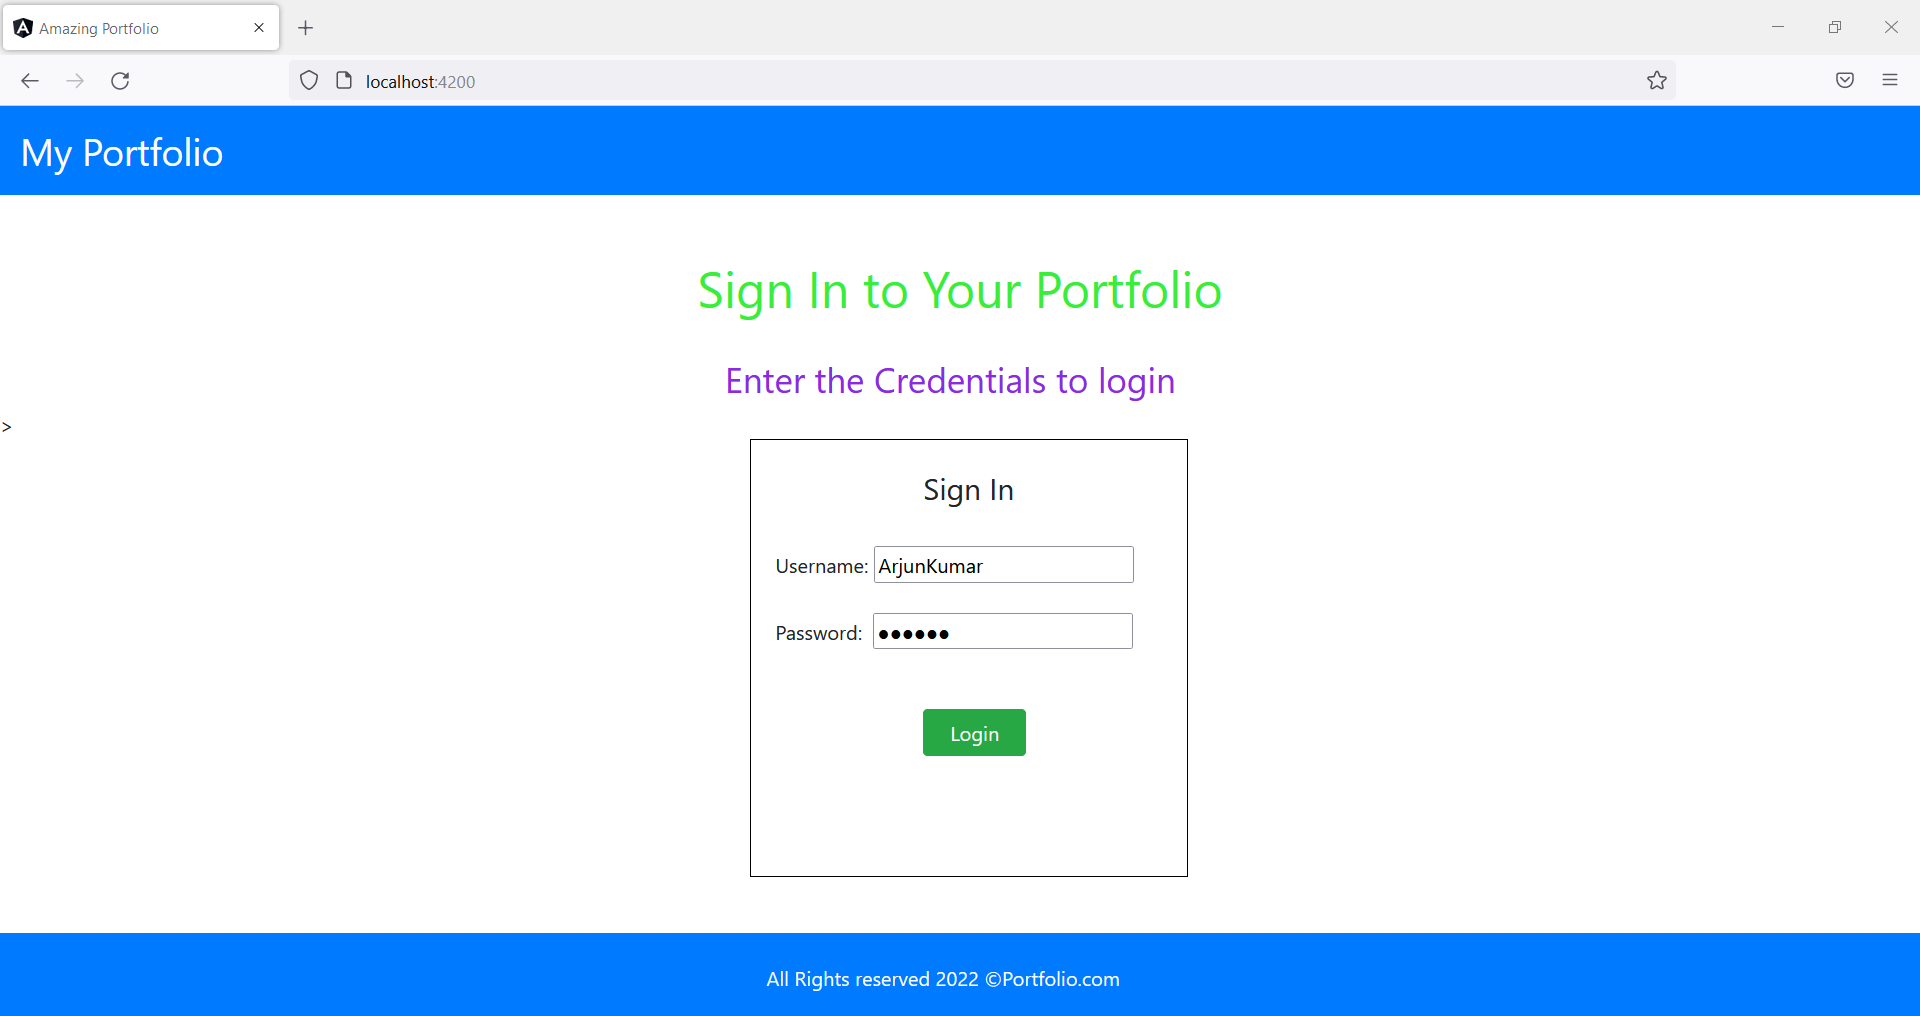 Amazing Portfolio
localhost:4200
My Portfolio
Sign In to Your Portfolio
Enter the Credentials to login
>
Sign In
Username: ArjunKumar
Password: ●●●●●●
Login
All Rights reserved 2022 ©Portfolio.com